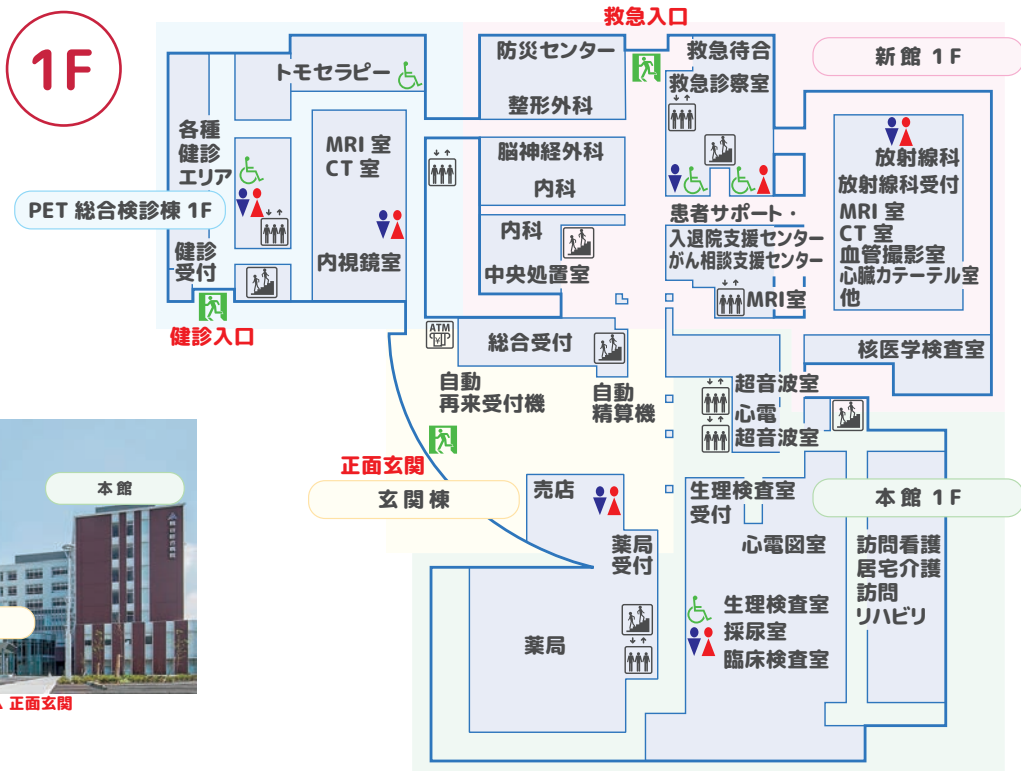 1F
救急入口
防災センター
救急待合
新館 1F
トモセラピー
救急診察室
整形外科
各種
健診
エリア
MRI 室
CT 室
脳神経外科
内科
放射線科
放射線科受付
PET 総合検診棟 1F
患者サポート・
入退院支援センター
がん相談支援センター
MRI 室
CT 室
血管撮影室
心臓カテーテル室
他
内科
健診
受付
内視鏡室
中央処置室
MRI室
健診入口
ATM
総合受付
核医学検査室
自動
再来受付機
自動
精算機
超音波室
心電
超音波室
正面玄関
本館
玄関棟
売店
生理検査室
受付
本館 1F
薬局
受付
心電図室
訪問看護
居宅介護
訪問
リハビリ
生理検査室
採尿室
臨床検査室
薬局
正面玄関